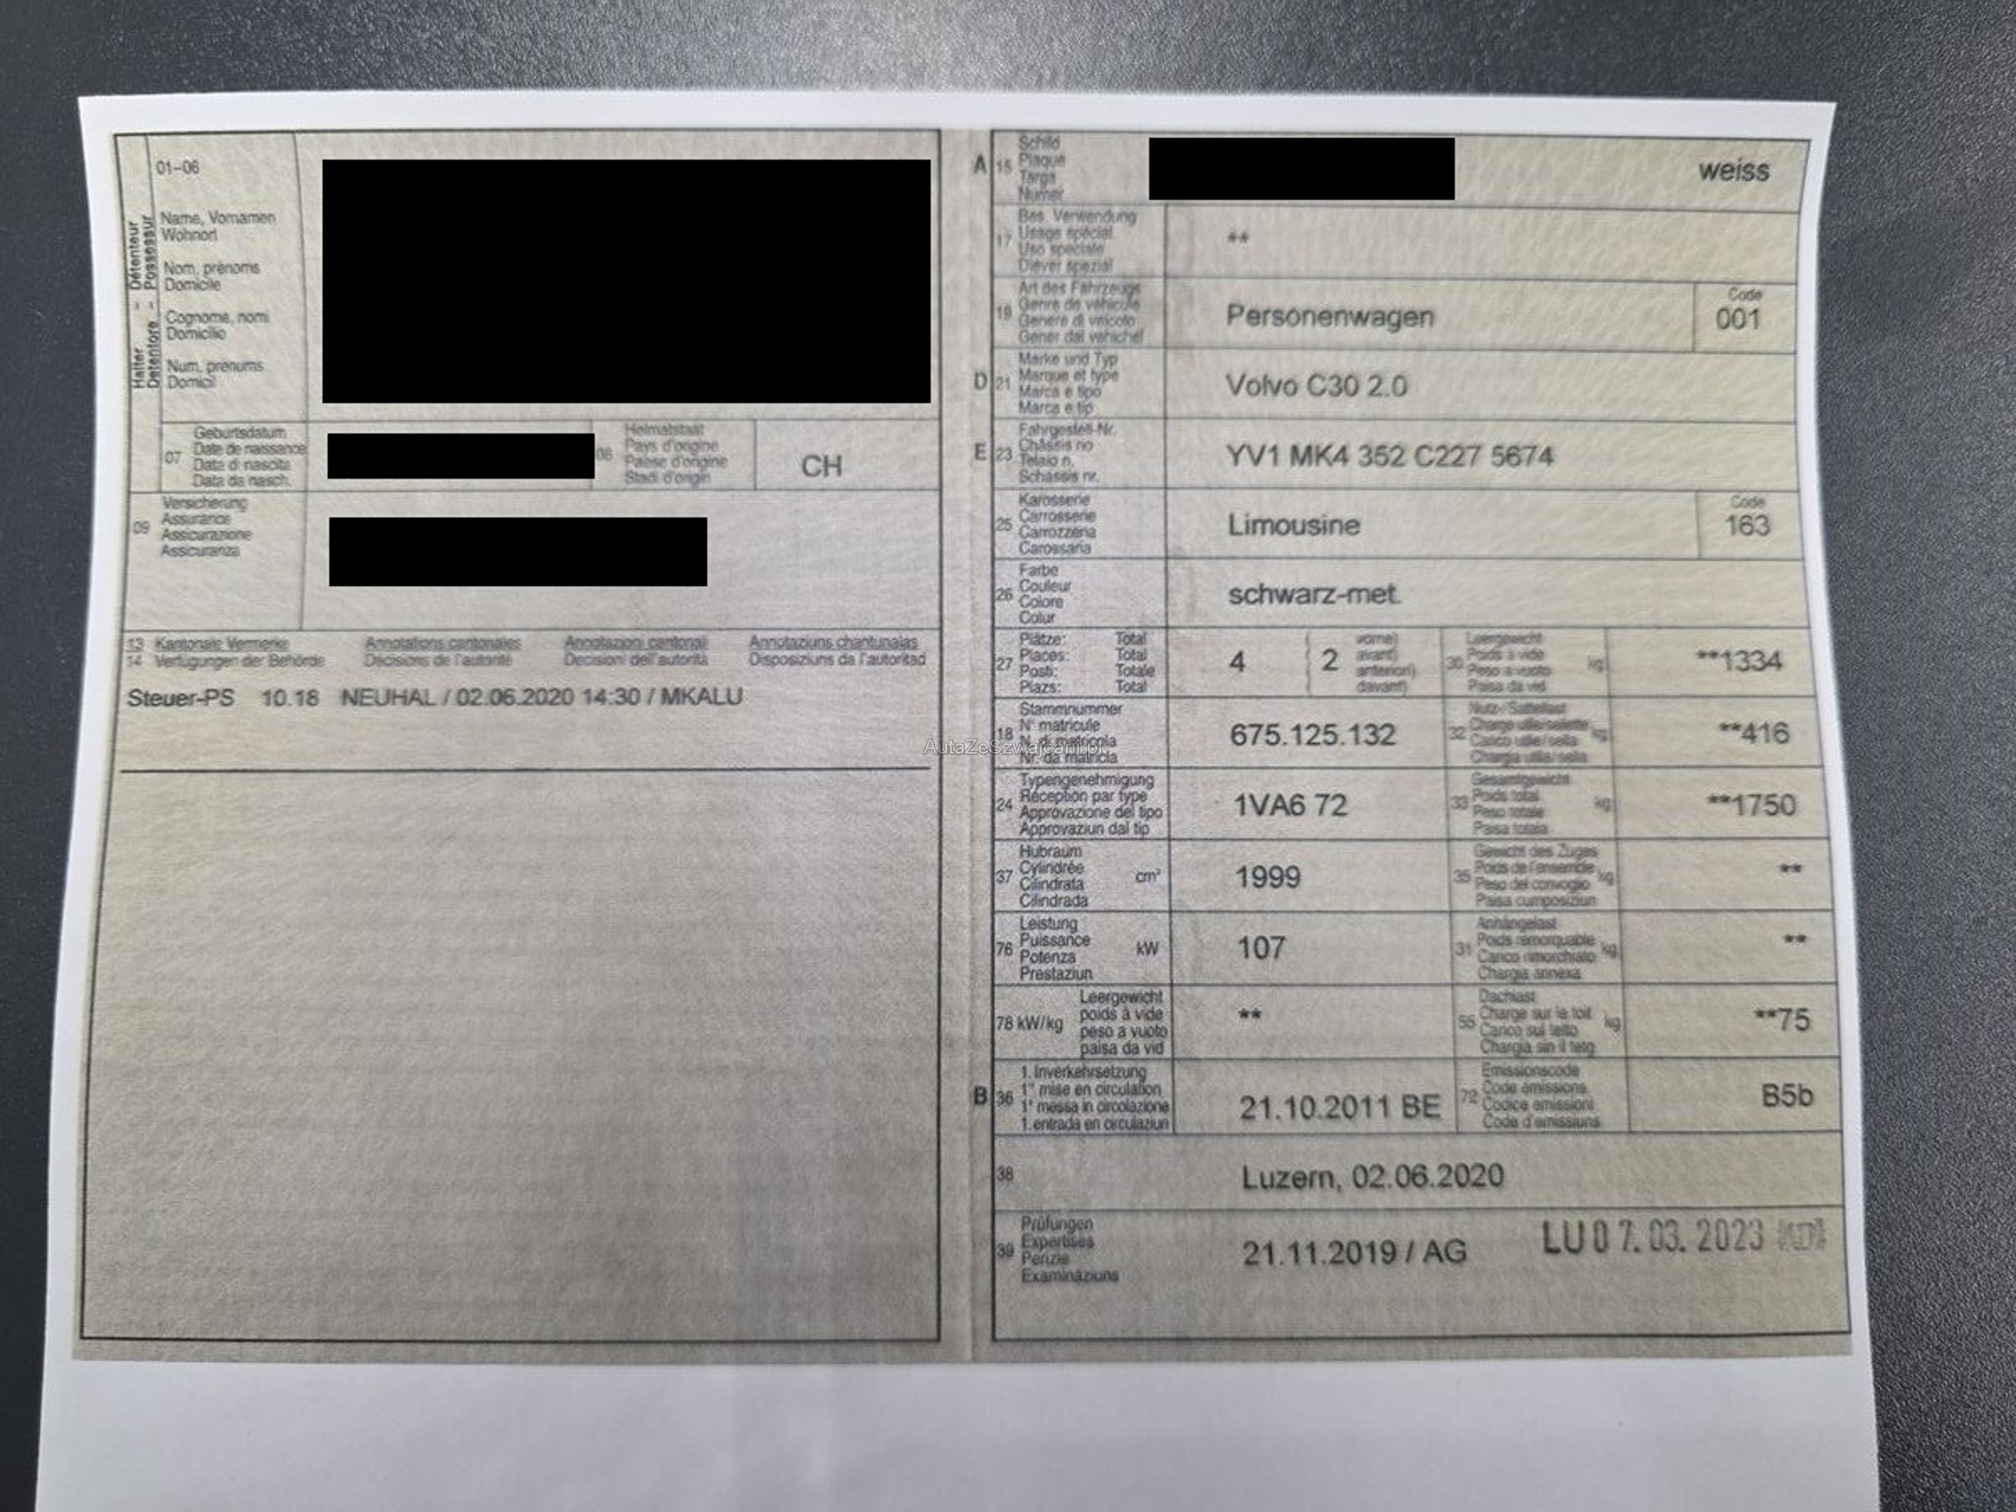 01-06
Halter - Détenteur
Detentore - Possessur
Name, Vornamen
Wohnort
Nom, prénoms
Domicile
Cognome, nomi
Domicilio
Num, prenums
Domicil
07
Geburtsdatum
Date de naissance
Data di nascita
Data da nasch.
08
Heimatstaat
Pays d'origine
Paese d'origine
Stadi d'origin
CH
09
Versicherung
Assurance
Assicurazione
Assicuranza
13 Kantonale Vermerke Annotations cantonales Annotazioni cantonali Annotaziuns chantunalas
14 Verfügungen der Behörde Décisions de l'autorité Decisioni dell'autorità Disposiziuns da l'autoritad
Steuer-PS 10.18 NEUHAL / 02.06.2020 14:30 / MKALU
A 15
Schild
Plaque
Targa
Numer
weiss
17
Bes. Verwendung
Usage spécial
Uso speciale
Diever spezial
**
19
Art des Fahrzeugs
Genre de véhicule
Genere di veicolo
Gener dal vehichel
Personenwagen
Code
001
D 21
Marke und Typ
Marque et type
Marca e tipo
Marca e tip
Volvo C30 2.0
E 23
Fahrgestell-Nr.
Châssis no
Telaio n.
Schassis nr.
YV1 MK4 352 C227 5674
25
Karosserie
Carrosserie
Carrozzeria
Carossaria
Limousine
Code
163
26
Farbe
Couleur
Colore
Colur
schwarz-met.
27
Plätze: Total
Places: Total
Posti: Totale
Plazs: Total
4 ( 2
vorne)
avant)
anteriori)
davant)
30
Leergewicht
Poids à vide
Peso a vuoto
Paisa da vid
kg
**1334
18
Stammnummer
N° matricule
N. di matricola
Nr. da matricla
675.125.132
32
Nutz-/Sattellast
Charge utile/sellette
Carico utile/sella
Chargia utila/sella
kg
**416
AutaZeSzwajcarii.pl
24
Typengenehmigung
Réception par type
Approvazione del tipo
Approvaziun dal tip
1VA6 72
33
Gesamtgewicht
Poids total
Peso totale
Paisa totala
kg
**1750
37
Hubraum
Cylindrée
Cilindrata
Cilindrada
cm³
1999
35
Gewicht des Zuges
Poids de l'ensemble
Peso del convoglio
Paisa cumposiziun
kg
**
76
Leistung
Puissance
Potenza
Prestaziun
kW
107
31
Anhängelast
Poids remorquable
Carico rimorchiato
Chargia annexa
kg
**
78 kW/kg
Leergewicht
poids à vide
peso a vuoto
paisa da vid
**
55
Dachlast
Charge sur le toit
Carico sul tetto
Chargia sin il tetg
kg
**75
B 36
1. Inverkehrsetzung
1re mise en circulation
1a messa in circolazione
1. entrada en circulaziun
21.10.2011 BE
72
Emissionscode
Code émissions
Codice emissioni
Code d'emissiuns
B5b
38
Luzern, 02.06.2020
39
Prüfungen
Expertises
Perizie
Examinaziuns
21.11.2019 / AG
LU 07. 03. 2023